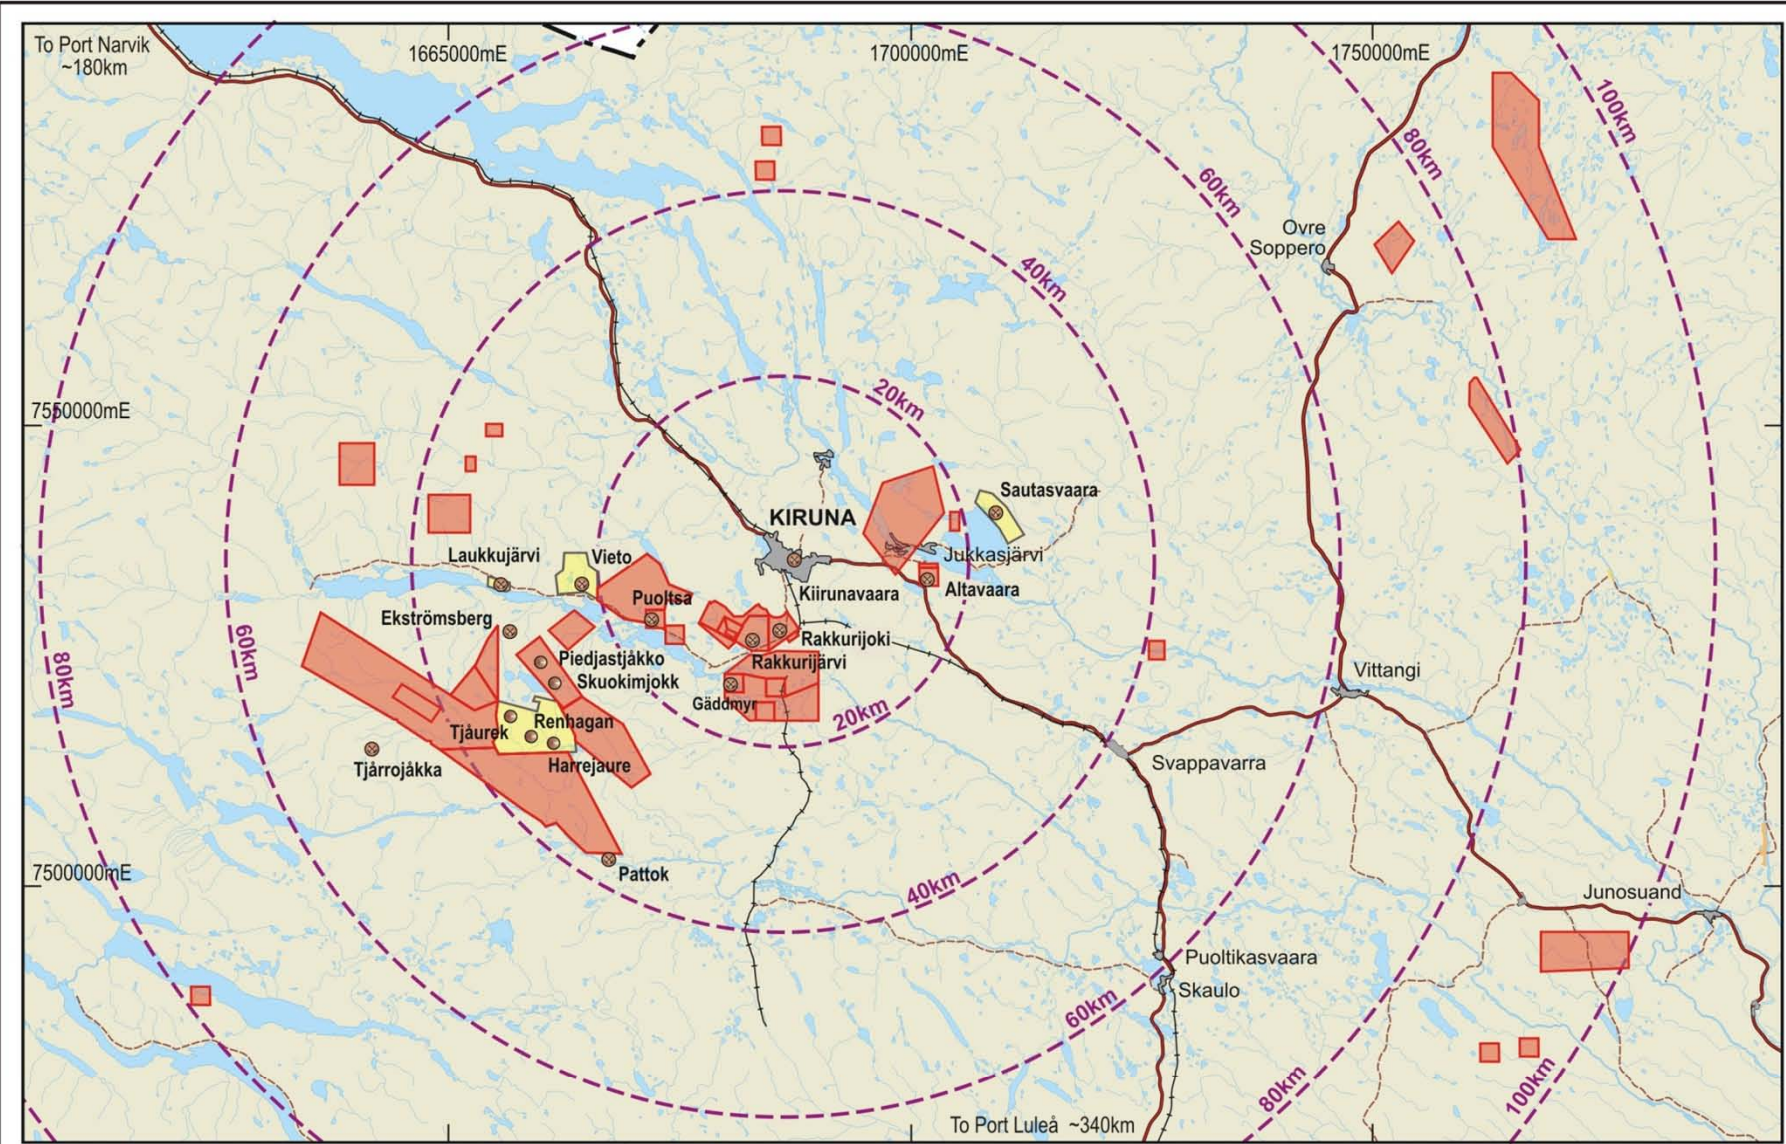 To Port Narvik
~180km
1665000mE
1700000mE
1750000mE
100km
80km
60km
Ovre
Soppero
40km
20km
7550000mE
Sautasvaara
KIRUNA
Laukkujärvi
Vieto
Jukkasjärvi
Altavaara
Kiirunavaara
Puoltsa
Ekströmsberg
Rakkurijoki
60km
80km
Piedjastjåkko
Rakkurijärvi
Skuokimjokk
Vittangi
Gäddmyr
20km
Renhagan
Tjåurek
Harrejaure
Tjårrojåkka
Svappavarra
7500000mE
Pattok
40km
Junosuand
Puoltikasvaara
Skaulo
60km
80km
100km
To Port Luleå ~340km